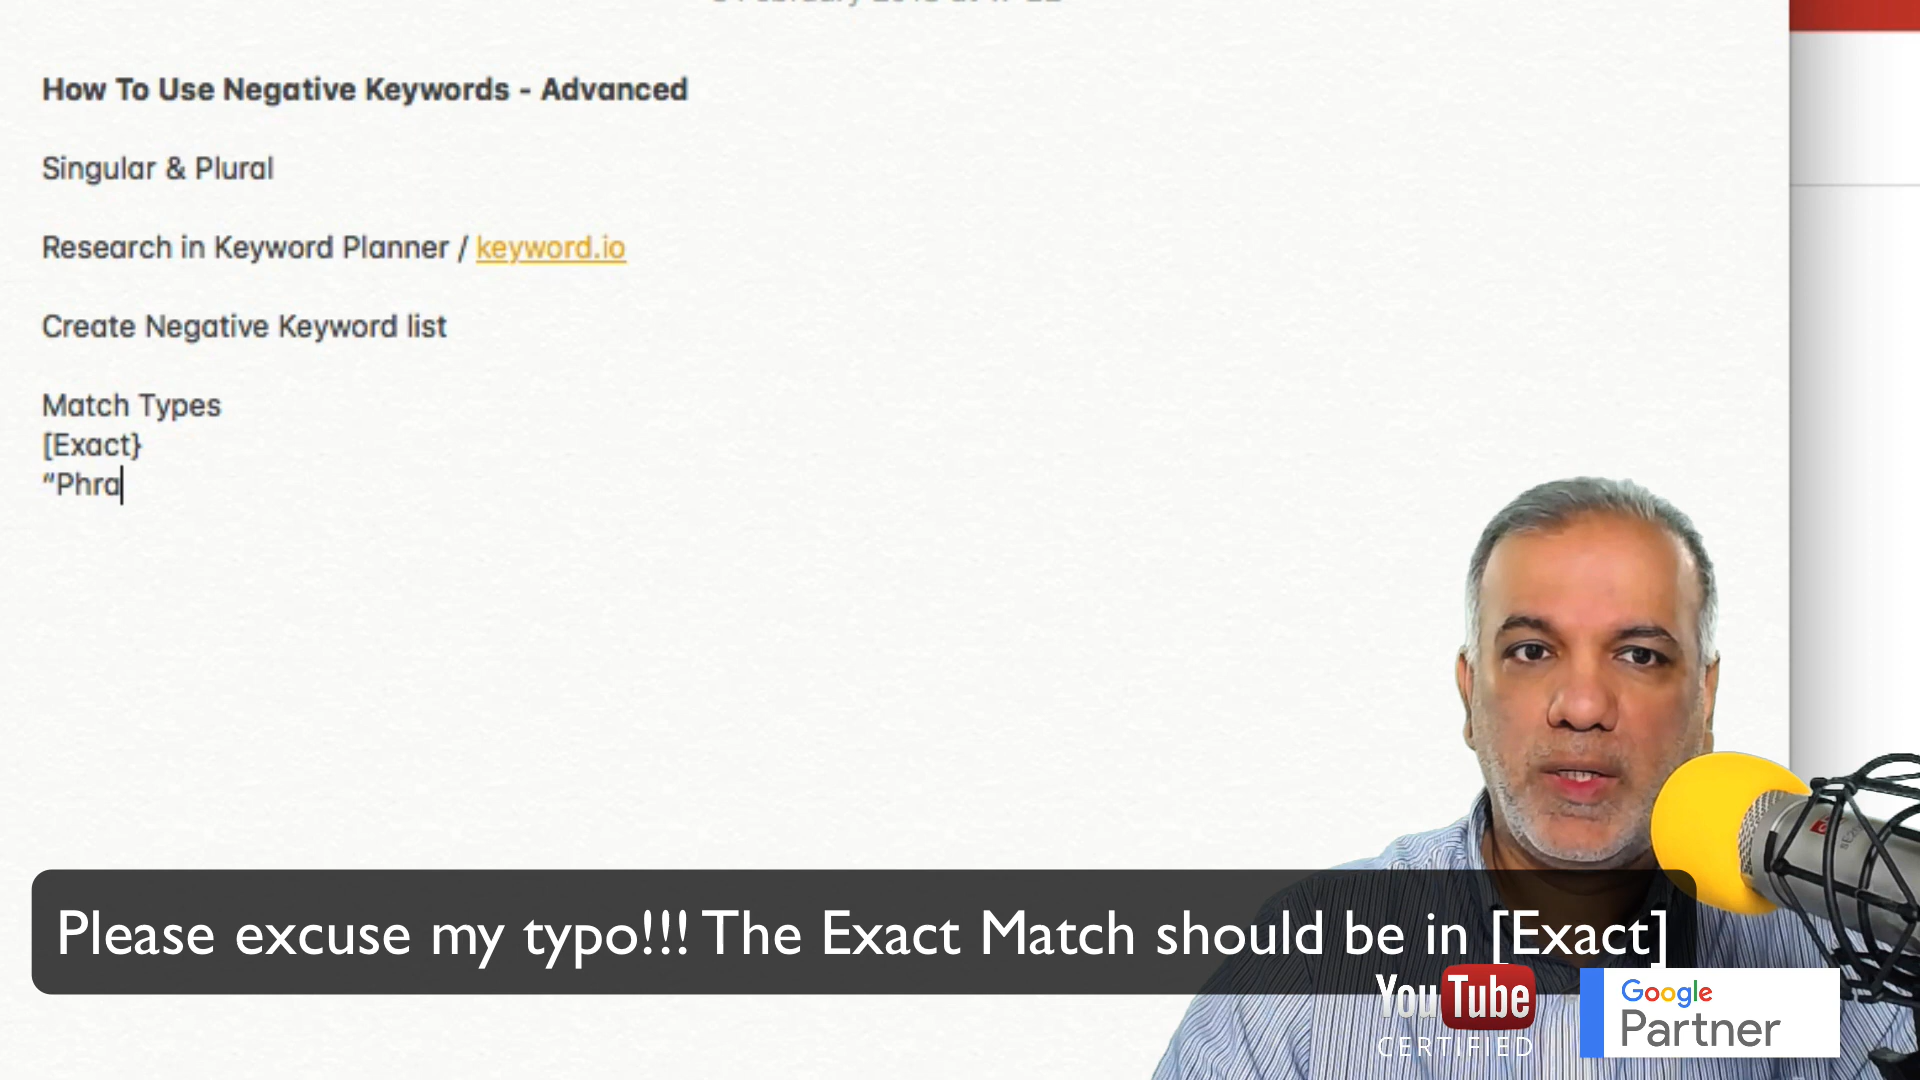 How To Use Negative Keywords - Advanced
Singular & Plural
Research in Keyword Planner / keyword.io
Create Negative Keyword list
Match Types
[Exact}
“Phra
Please excuse my typo!!! The Exact Match should be in [Exact]
YouTube
CERTIFIED
Google
Partner